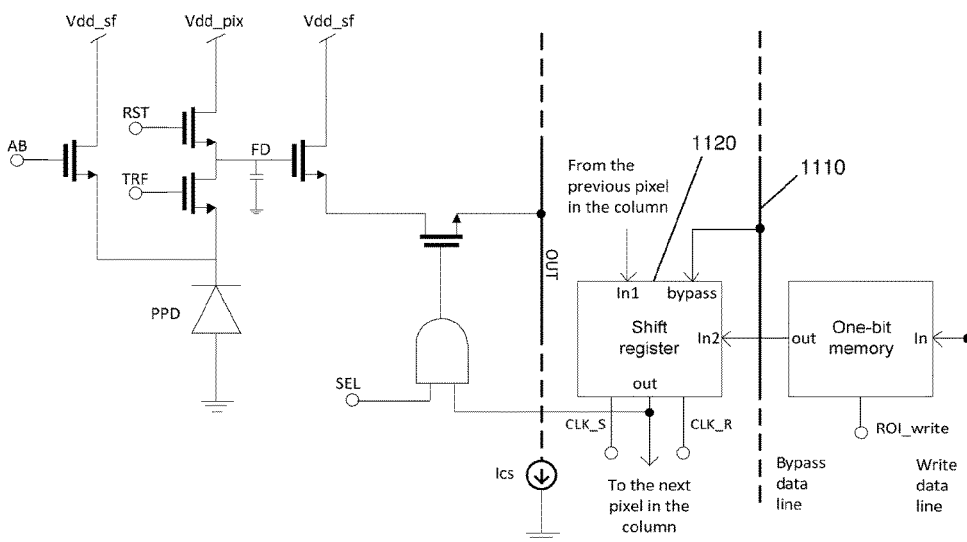 Vdd_sf
Vdd_pix
Vdd_sf
RST
AB
FD
TRF
PPD
SEL
OUT
Ics
1120
1110
From the
previous pixel
in the column
In1
bypass
Shift
register
In2
out
CLK_S
CLK_R
To the next
pixel in the
column
out
One-bit
memory
In
ROI_write
Bypass
data
line
Write
data
line